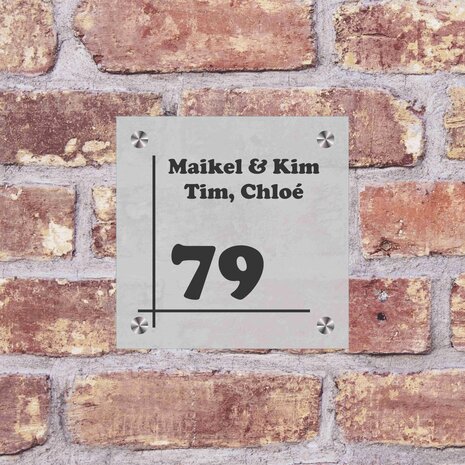 Maikel & Kim
Tim, Chloé
79